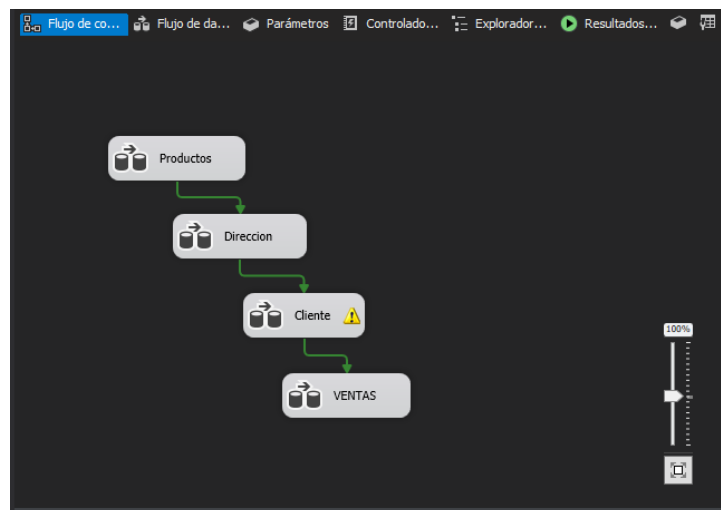 Flujo de co... Flujo de da... Parámetros Controlado... Explorador... Resultados...
Productos
Direccion
Cliente
100%
VENTAS